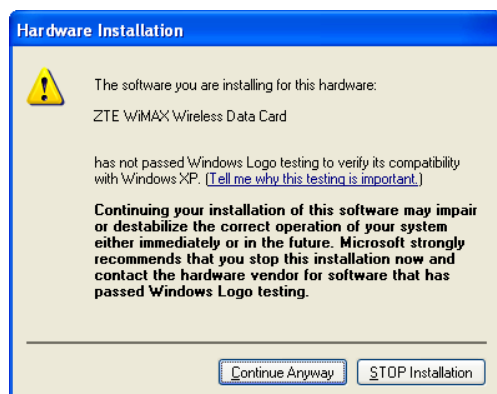 Hardware Installation
The software you are installing for this hardware:
ZTE WiMAX Wireless Data Card
has not passed Windows Logo testing to verify its compatibility
with Windows XP. (Tell me why this testing is important.)
Continuing your installation of this software may impair
or destabilize the correct operation of your system
either immediately or in the future. Microsoft strongly
recommends that you stop this installation now and
contact the hardware vendor for software that has
passed Windows Logo testing.
Continue Anyway
STOP Installation